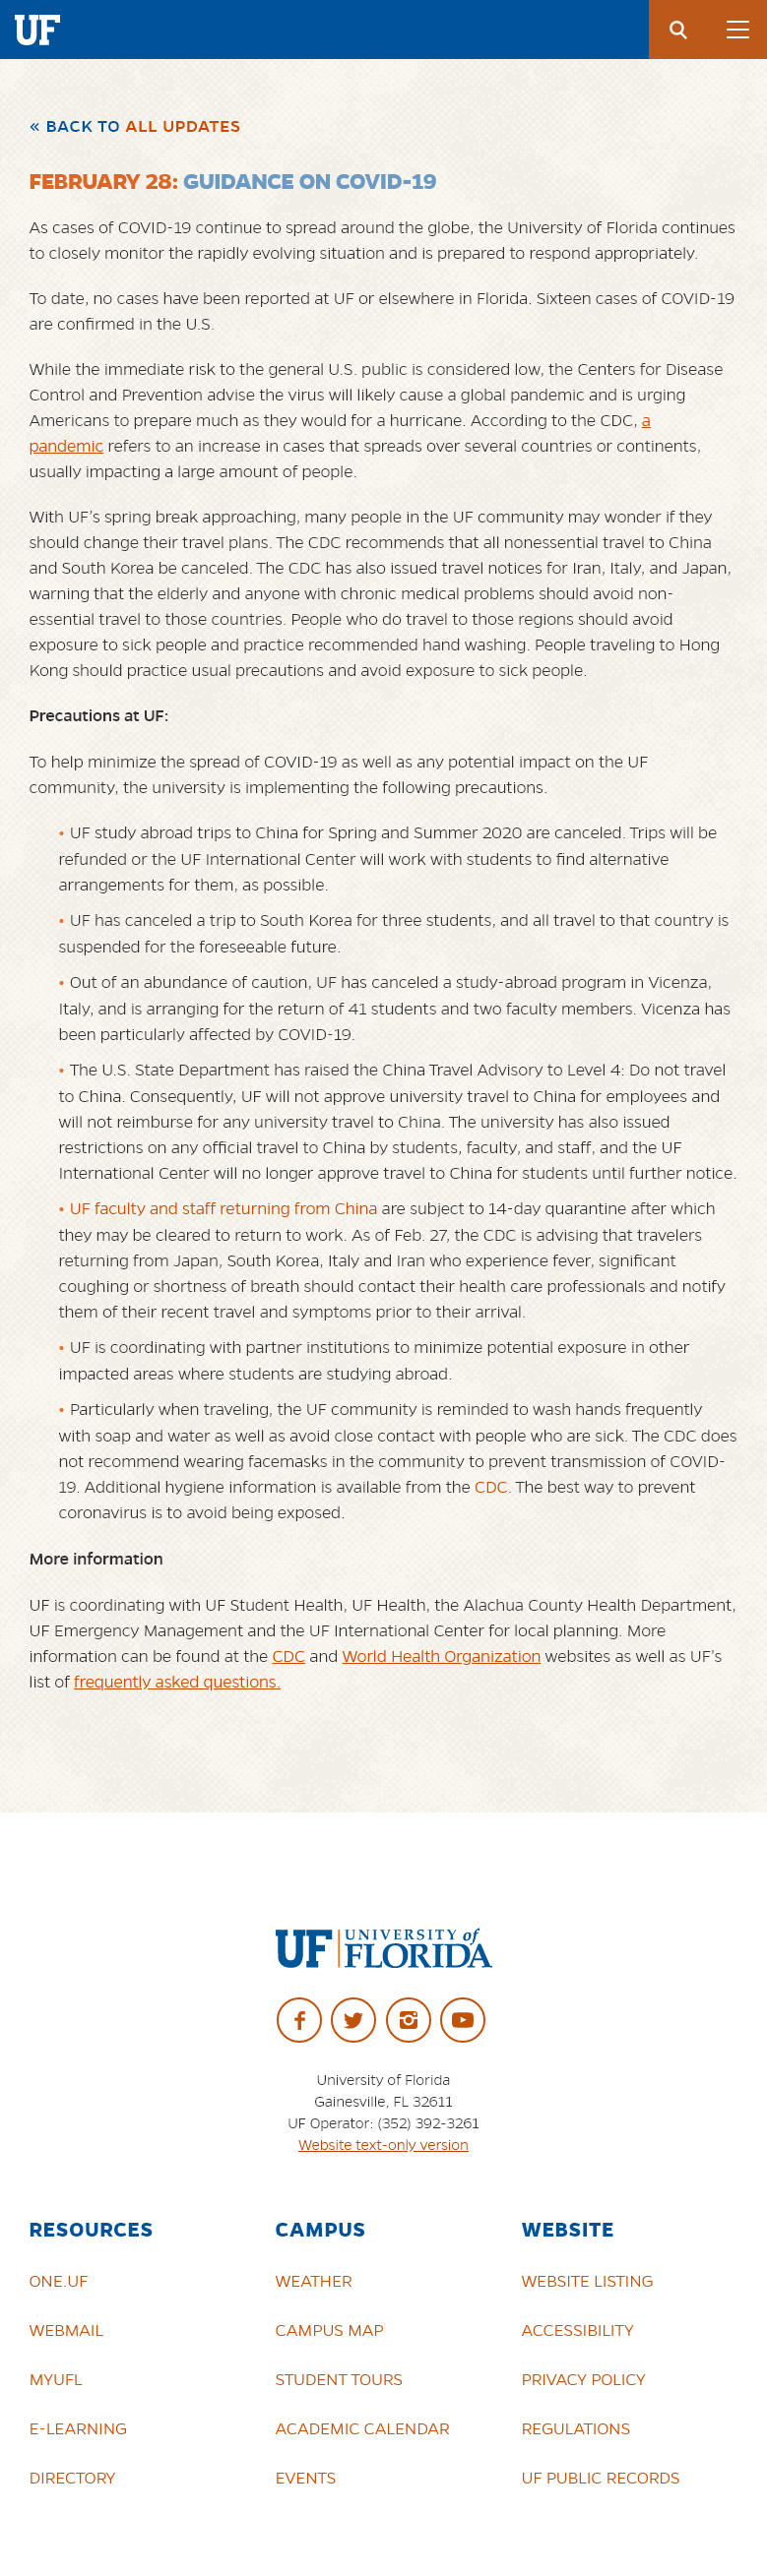 UF
« BACK TO ALL UPDATES
FEBRUARY 28: GUIDANCE ON COVID-19
As cases of COVID-19 continue to spread around the globe, the University of Florida continues
to closely monitor the rapidly evolving situation and is prepared to respond appropriately.
To date, no cases have been reported at UF or elsewhere in Florida. Sixteen cases of COVID-19
are confirmed in the U.S.
While the immediate risk to the general U.S. public is considered low, the Centers for Disease
Control and Prevention advise the virus will likely cause a global pandemic and is urging
Americans to prepare much as they would for a hurricane. According to the CDC, a
pandemic refers to an increase in cases that spreads over several countries or continents,
usually impacting a large amount of people.
With UF's spring break approaching, many people in the UF community may wonder if they
should change their travel plans. The CDC recommends that all nonessential travel to China
and South Korea be canceled. The CDC has also issued travel notices for Iran, Italy, and Japan,
warning that the elderly and anyone with chronic medical problems should avoid non-
essential travel to those countries. People who do travel to those regions should avoid
exposure to sick people and practice recommended hand washing. People traveling to Hong
Kong should practice usual precautions and avoid exposure to sick people.
Precautions at UF:
To help minimize the spread of COVID-19 as well as any potential impact on the UF
community, the university is implementing the following precautions.
• UF study abroad trips to China for Spring and Summer 2020 are canceled. Trips will be
refunded or the UF International Center will work with students to find alternative
arrangements for them, as possible.
• UF has canceled a trip to South Korea for three students, and all travel to that country is
suspended for the foreseeable future.
• Out of an abundance of caution, UF has canceled a study-abroad program in Vicenza,
Italy, and is arranging for the return of 41 students and two faculty members. Vicenza has
been particularly affected by COVID-19.
• The U.S. State Department has raised the China Travel Advisory to Level 4: Do not travel
to China. Consequently, UF will not approve university travel to China for employees and
will not reimburse for any university travel to China. The university has also issued
restrictions on any official travel to China by students, faculty, and staff, and the UF
International Center will no longer approve travel to China for students until further notice.
• UF faculty and staff returning from China are subject to 14-day quarantine after which
they may be cleared to return to work. As of Feb. 27, the CDC is advising that travelers
returning from Japan, South Korea, Italy and Iran who experience fever, significant
coughing or shortness of breath should contact their health care professionals and notify
them of their recent travel and symptoms prior to their arrival.
• UF is coordinating with partner institutions to minimize potential exposure in other
impacted areas where students are studying abroad.
• Particularly when traveling, the UF community is reminded to wash hands frequently
with soap and water as well as avoid close contact with people who are sick. The CDC does
not recommend wearing facemasks in the community to prevent transmission of COVID-
19. Additional hygiene information is available from the CDC. The best way to prevent
coronavirus is to avoid being exposed.
More information
UF is coordinating with UF Student Health, UF Health, the Alachua County Health Department,
UF Emergency Management and the UF International Center for local planning. More
information can be found at the CDC and World Health Organization websites as well as UF's
list of frequently asked questions.
UF UNIVERSITY of
FLORIDA
University of Florida
Gainesville, FL 32611
UF Operator: (352) 392-3261
Website text-only version
RESOURCES
ONE.UF
WEBMAIL
MYUFL
E-LEARNING
DIRECTORY
CAMPUS
WEATHER
CAMPUS MAP
STUDENT TOURS
ACADEMIC CALENDAR
EVENTS
WEBSITE
WEBSITE LISTING
ACCESSIBILITY
PRIVACY POLICY
REGULATIONS
UF PUBLIC RECORDS